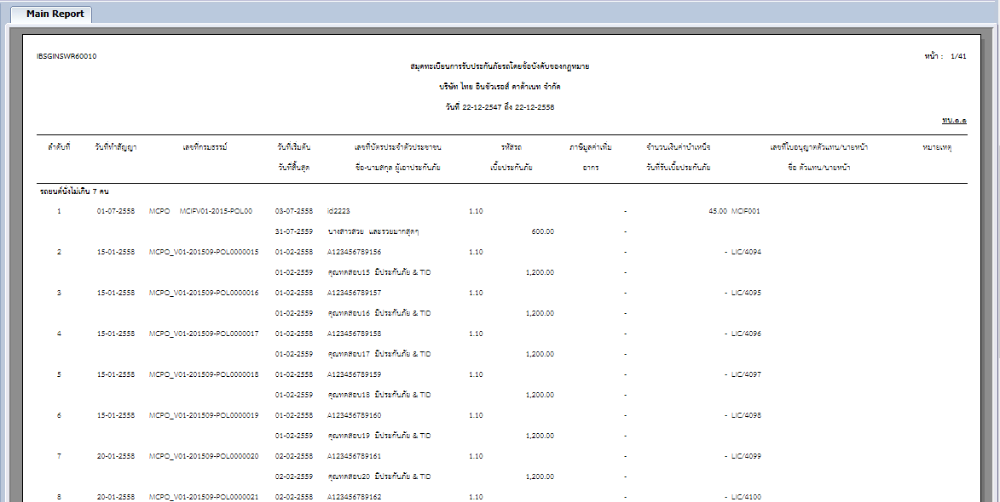 Main Report
IBSGINSWR60010 หน้า : 1/41
สมุดทะเบียนการรับประกันภัยรถโดยข้อบังคับของกฎหมาย
บริษัท ไทย อินชัวเรอส์ ดาต้าเนท จำกัด
วันที่ 22-12-2547 ถึง 22-12-2558
ทบ.๑.๑
ลำดับที่ วันที่ทำสัญญา เลขที่กรมธรรม์ วันที่เริ่มต้น เลขที่บัตรประจำตัวประชาชน รหัสรถ ภาษีมูลค่าเพิ่ม จำนวนเงินค่าบำเหน็จ เลขที่ใบอนุญาตตัวแทน/นายหน้า หมายเหตุ
วันที่สิ้นสุด ชื่อ-นามสกุล ผู้เอาประกันภัย เบี้ยประกันภัย อากร วันที่รับเบี้ยประกันภัย ชื่อ ตัวแทน/นายหน้า
รถยนต์นั่งไม่เกิน 7 คน
1 01-07-2558 MCPO MCIFV01-2015-POL00 03-07-2558 id2223 1.10 - 45.00 MCIF001
31-07-2559 นางสาวสวย และรวยมากสุดๆ 600.00 -
2 15-01-2558 MCPO_V01-201509-POL0000015 01-02-2558 A123456789156 1.10 - - LIC/4094
01-02-2559 คุณทดสอบ15 มีประกันภัย & TID 1,200.00 -
3 15-01-2558 MCPO_V01-201509-POL0000016 01-02-2558 A123456789157 1.10 - - LIC/4095
01-02-2559 คุณทดสอบ16 มีประกันภัย & TID 1,200.00 -
4 15-01-2558 MCPO_V01-201509-POL0000017 01-02-2558 A123456789158 1.10 - - LIC/4096
01-02-2559 คุณทดสอบ17 มีประกันภัย & TID 1,200.00 -
5 15-01-2558 MCPO_V01-201509-POL0000018 01-02-2558 A123456789159 1.10 - - LIC/4097
01-02-2559 คุณทดสอบ18 มีประกันภัย & TID 1,200.00 -
6 15-01-2558 MCPO_V01-201509-POL0000019 01-02-2558 A123456789160 1.10 - - LIC/4098
01-02-2559 คุณทดสอบ19 มีประกันภัย & TID 1,200.00 -
7 20-01-2558 MCPO_V01-201509-POL0000020 02-02-2558 A123456789161 1.10 - - LIC/4099
02-02-2559 คุณทดสอบ20 มีประกันภัย & TID 1,200.00 -
8 20-01-2558 MCPO_V01-201509-POL0000021 02-02-2558 A123456789162 1.10 - - LIC/4100